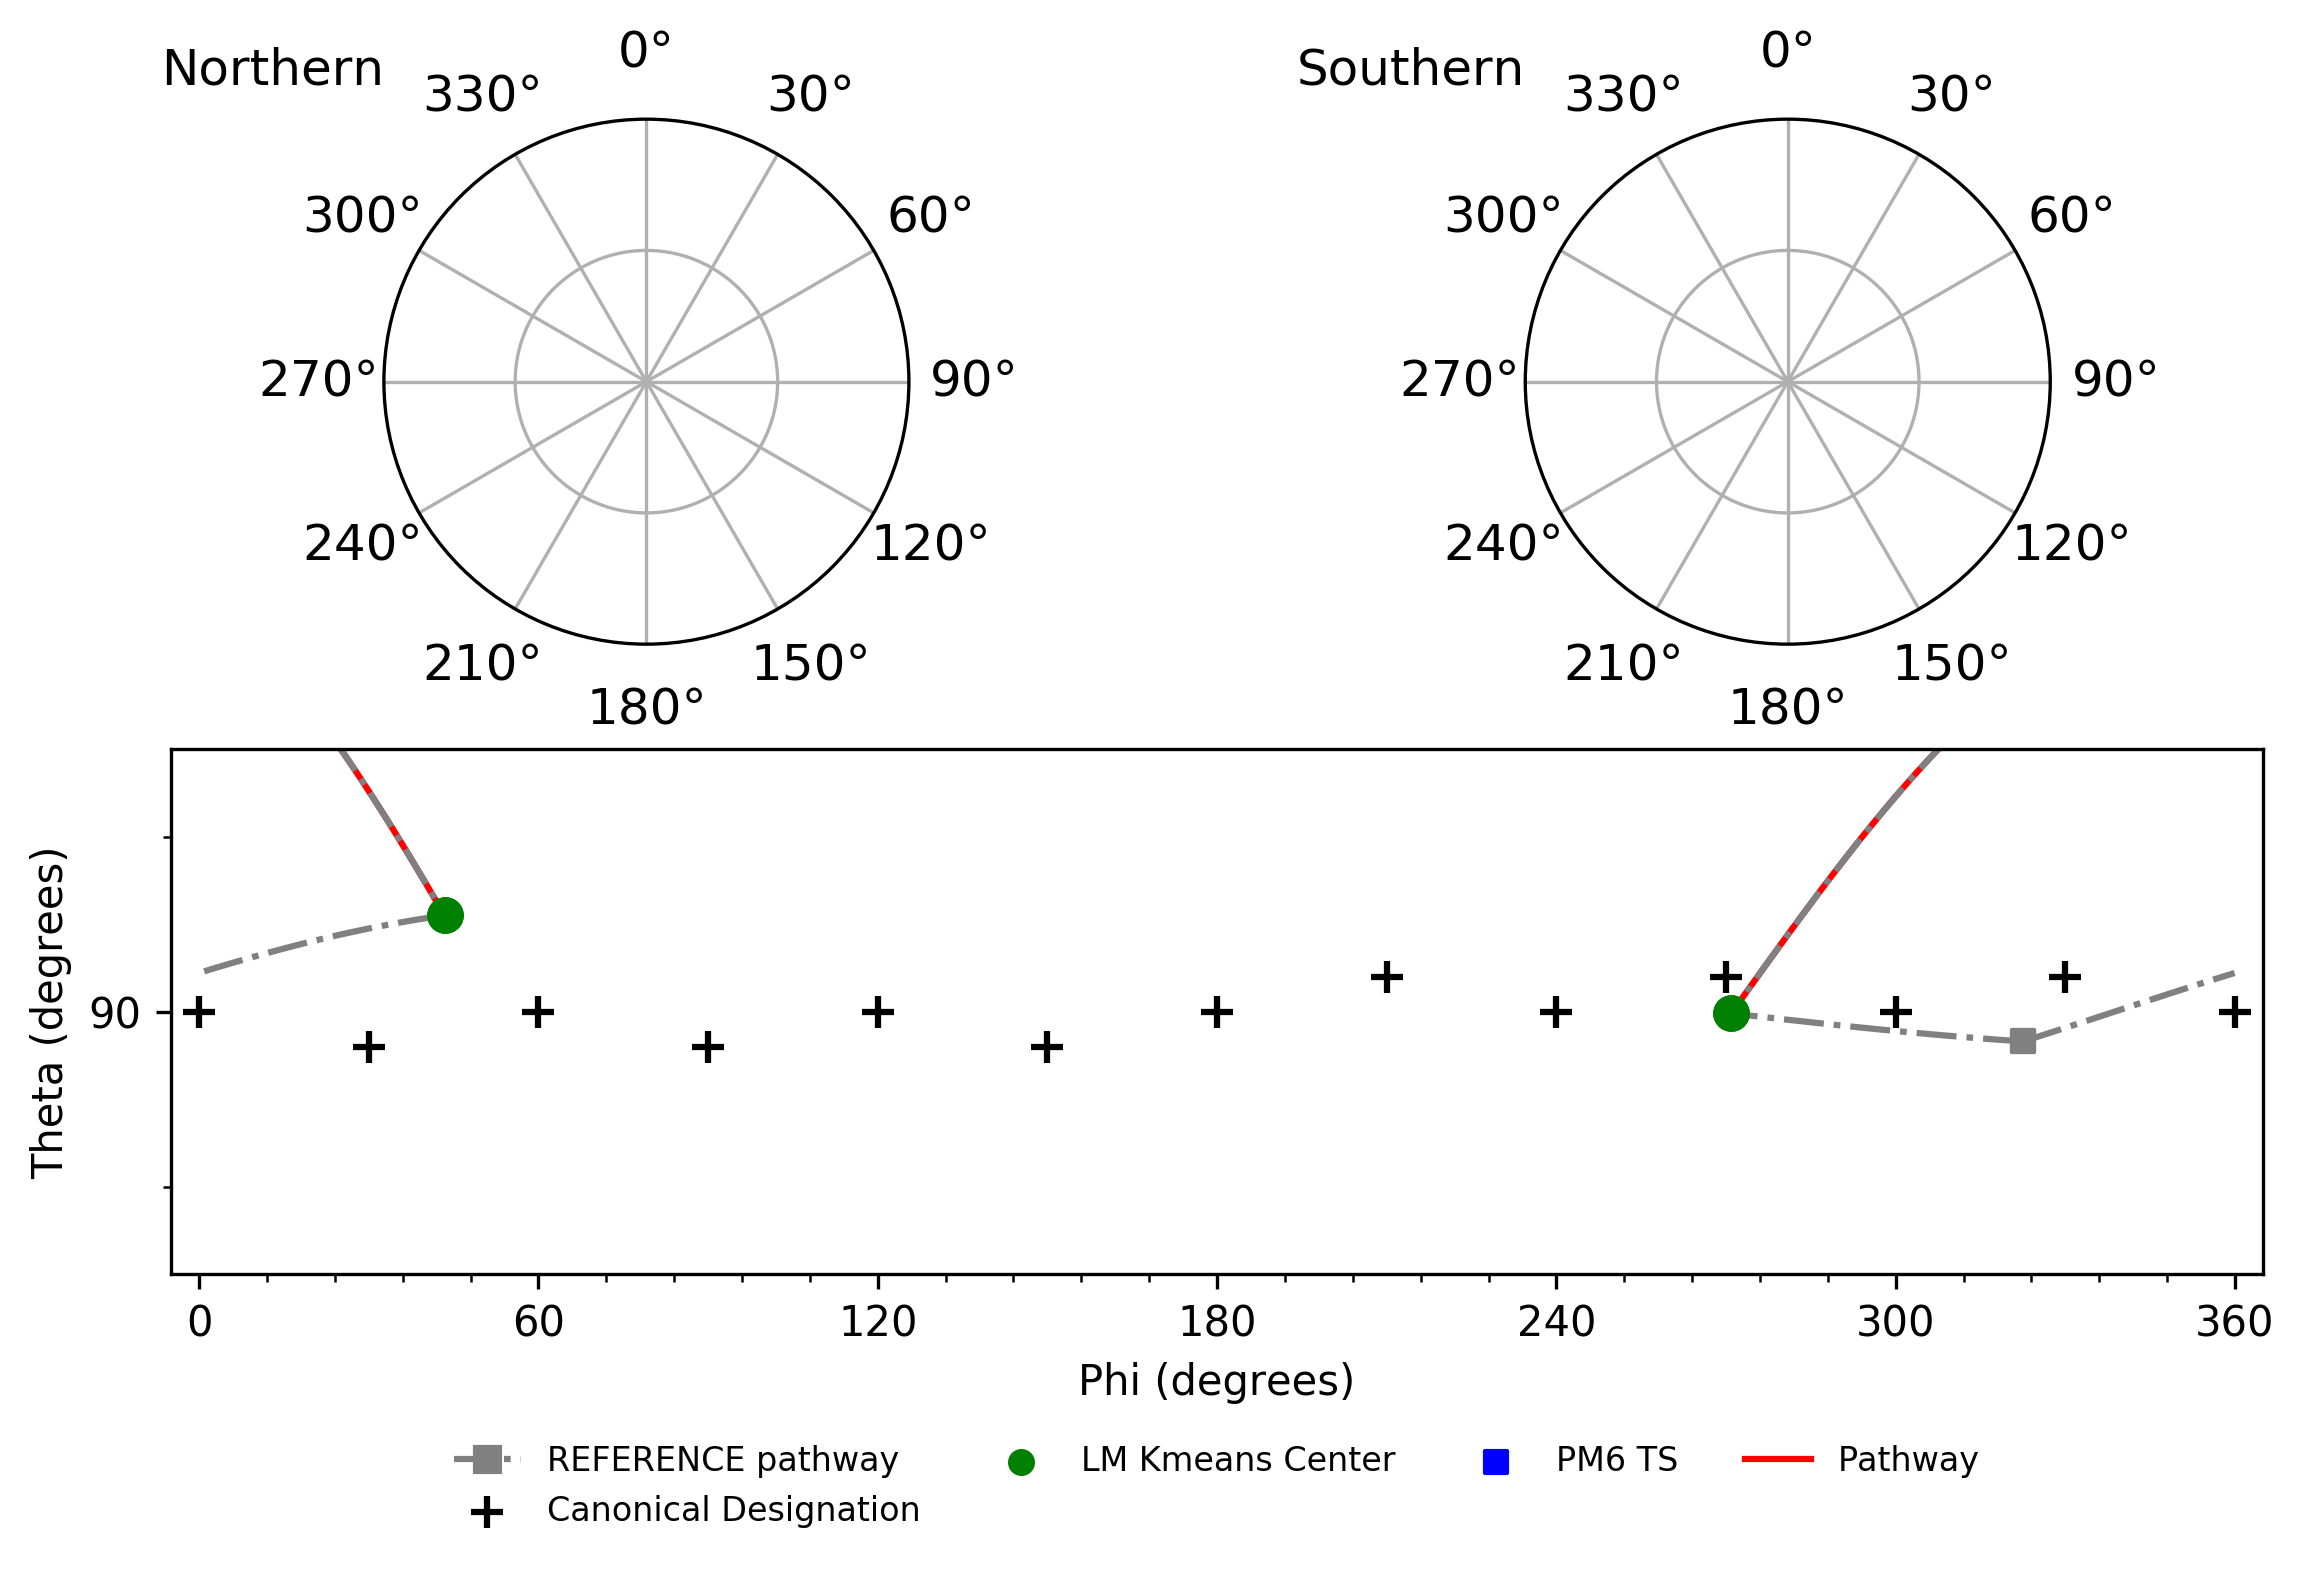 Northern
0°
330°
30°
300°
60°
270°
90°
240°
120°
210°
150°
180°
Southern
0°
330°
30°
300°
60°
270°
90°
240°
120°
210°
150°
180°
Theta (degrees)
90
0 60 120 180 240 300 360
Phi (degrees)
REFERENCE pathway
Canonical Designation
LM Kmeans Center
PM6 TS
Pathway